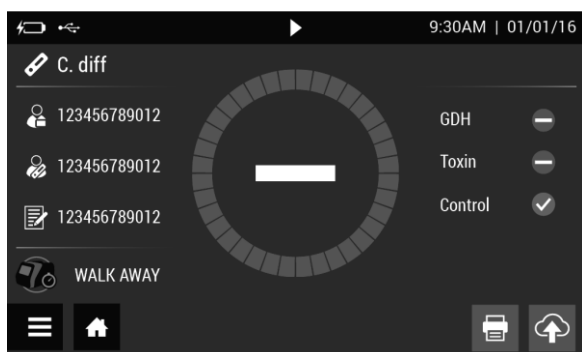 9:30AM | 01/01/16
C. diff
123456789012
123456789012
123456789012
WALK AWAY
GDH
Toxin
Control